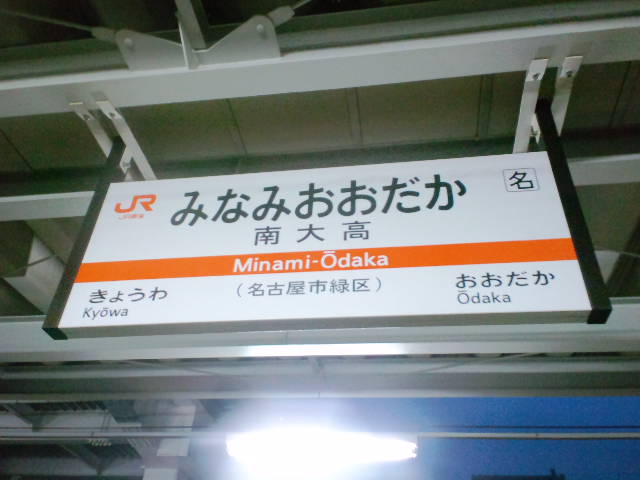 JR
JR東海
みなみおおだか
名
南大高
Minami-Ōdaka
きょうわ
Kyōwa
(名古屋市緑区)
おおだか
Ōdaka